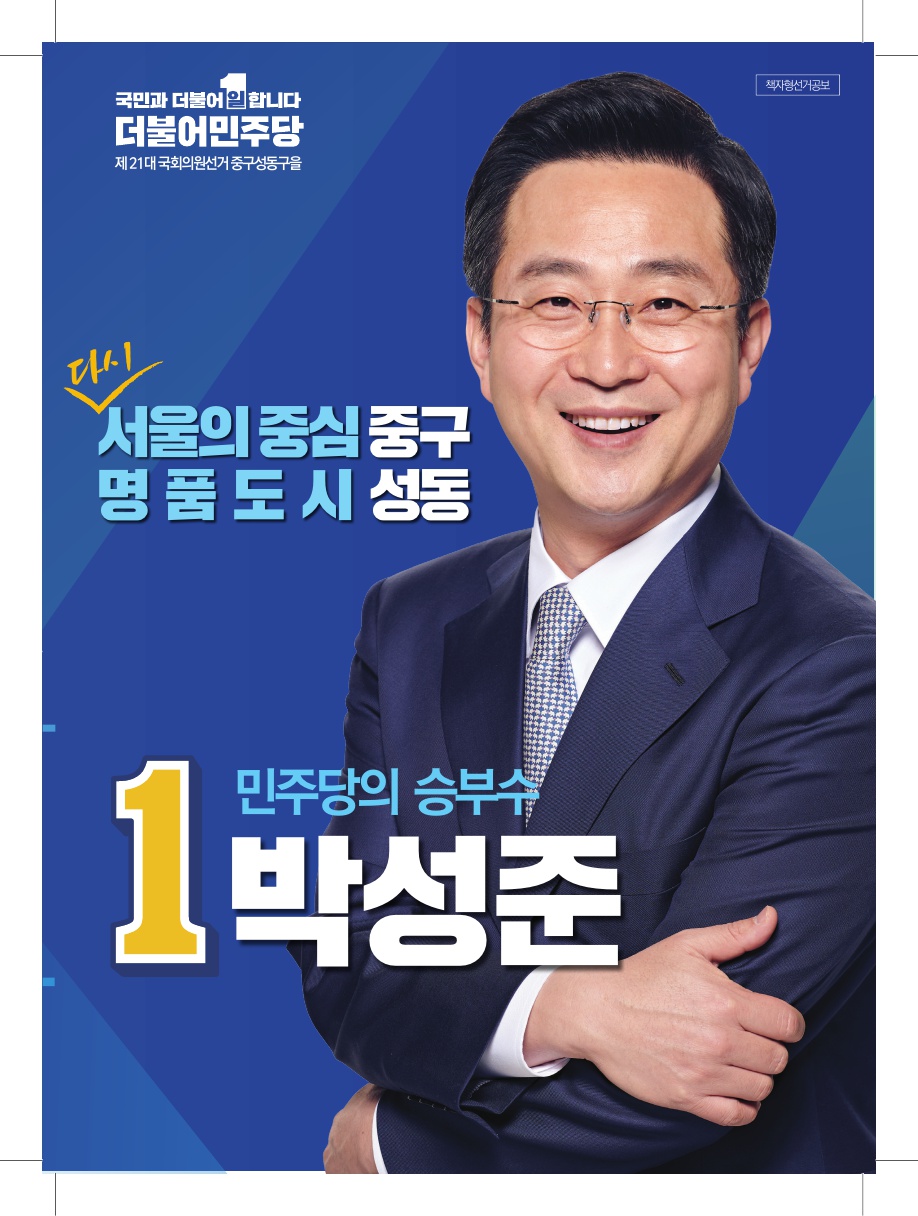 국민과 더불어 1일 합니다
더불어민주당
제21대 국회의원선거 중구성동구을
책자형선거공보
다시
서울의 중심 중구
명품도시 성동
민주당의 승부수
1 박성준